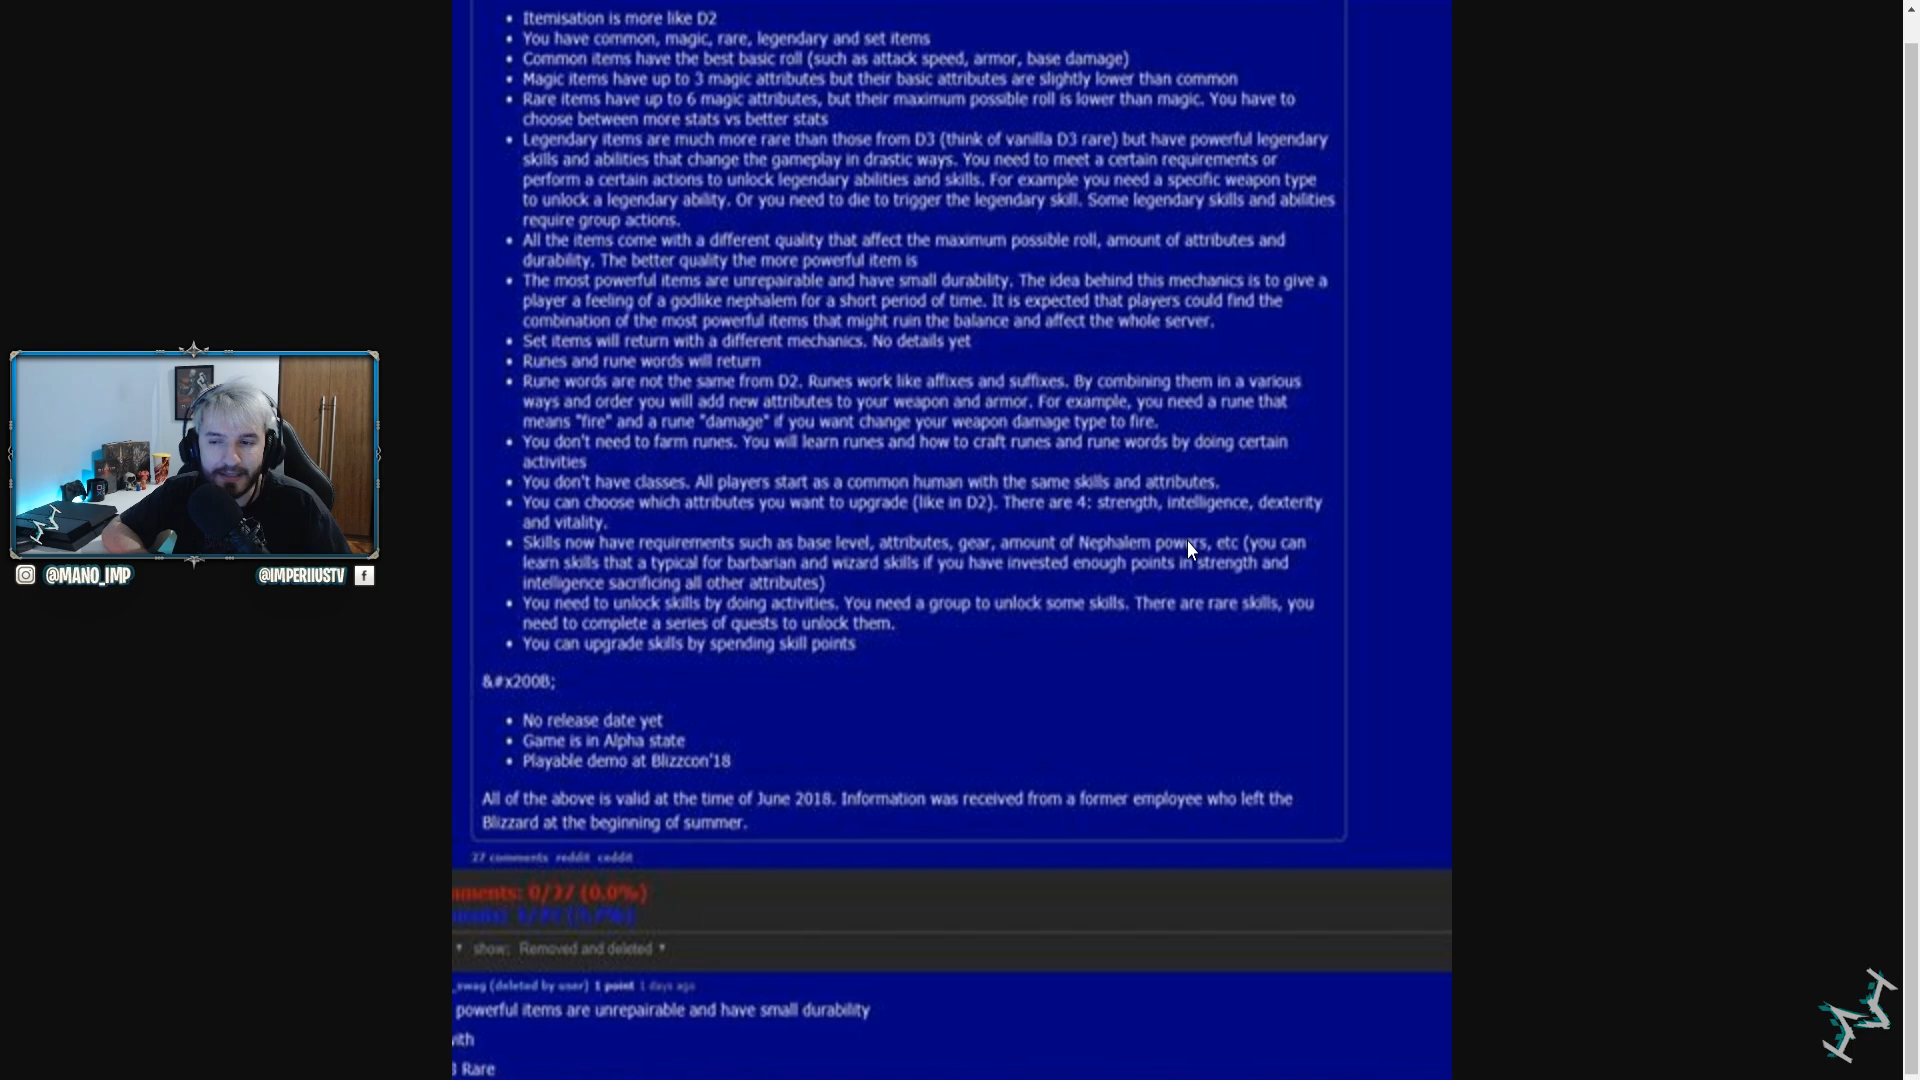 Itemisation is more like D2
You have common, magic, rare, legendary and set items
Common items have the best basic roll (such as attack speed, armor, base damage)
Magic items have up to 3 magic attributes but their basic attributes are slightly lower than common
Rare items have up to 6 magic attributes, but their maximum possible roll is lower than magic. You have to
choose between more stats vs better stats
Legendary items are much more rare than those from D3 (think of vanilla D3 rare) but have powerful legendary
skills and abilities that change the gameplay in drastic ways. You need to meet a certain requirements or
perform a certain actions to unlock legendary abilities and skills. For example you need a specific weapon type
to unlock a legendary ability. Or you need to die to trigger the legendary skill. Some legendary skills and abilities
require group actions.
All the items come with a different quality that affect the maximum possible roll, amount of attributes and
durability. The better quality the more powerful item is
The most powerful items are unrepairable and have small durability. The idea behind this mechanics is to give a
player a feeling of a godlike nephalem for a short period of time. It is expected that players could find the
combination of the most powerful items that might ruin the balance and affect the whole server.
Set items will return with a different mechanics. No details yet
Runes and rune words will return
Rune words are not the same from D2. Runes work like affixes and suffixes. By combining them in a various
ways and order you will add new attributes to your weapon and armor. For example, you need a rune that
means "fire" and a rune "damage" if you want change your weapon damage type to fire.
You don't need to farm runes. You will learn runes and how to craft runes and rune words by doing certain
activities
You don't have classes. All players start as a common human with the same skills and attributes.
You can choose which attributes you want to upgrade (like in D2). There are 4: strength, intelligence, dexterity
and vitality.
Skills now have requirements such as base level, attributes, gear, amount of Nephalem powers, etc (you can
learn skills that a typical for barbarian and wizard skills if you have invested enough points in strength and
intelligence sacrificing all other attributes)
You need to unlock skills by doing activities. You need a group to unlock some skills. There are rare skills, you
need to complete a series of quests to unlock them.
You can upgrade skills by spending skill points
&#x200B;
No release date yet
Game is in Alpha state
Playable demo at Blizzcon'18
All of the above is valid at the time of June 2018. Information was received from a former employee who left the
Blizzard at the beginning of summer.
27 comments reddit ceddit
mments: 0/27 (0.0%)
show: Removed and deleted
_swag (deleted by user) 1 point 1 days ago
powerful items are unrepairable and have small durability
with
3 Rare
@MANO_IMP
@IMPERIIUSTV